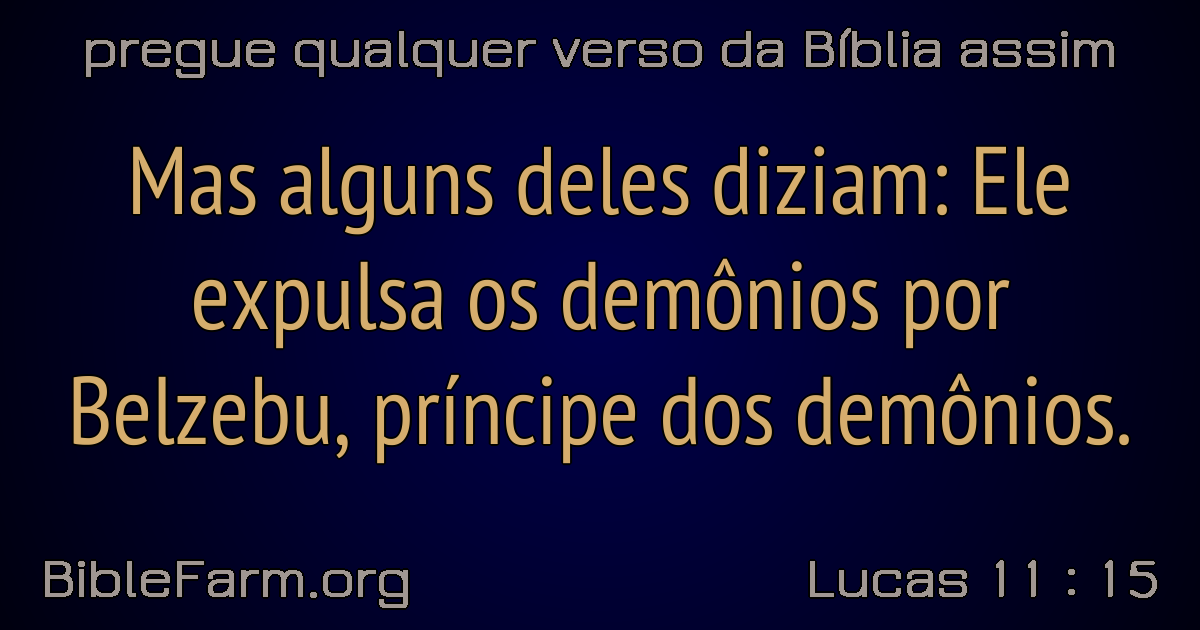 pregue qualquer verso da Bíblia assim
Mas alguns deles diziam: Ele
expulsa os demônios por
Belzebu, príncipe dos demônios.
BibleFarm.org
Lucas 11 : 15